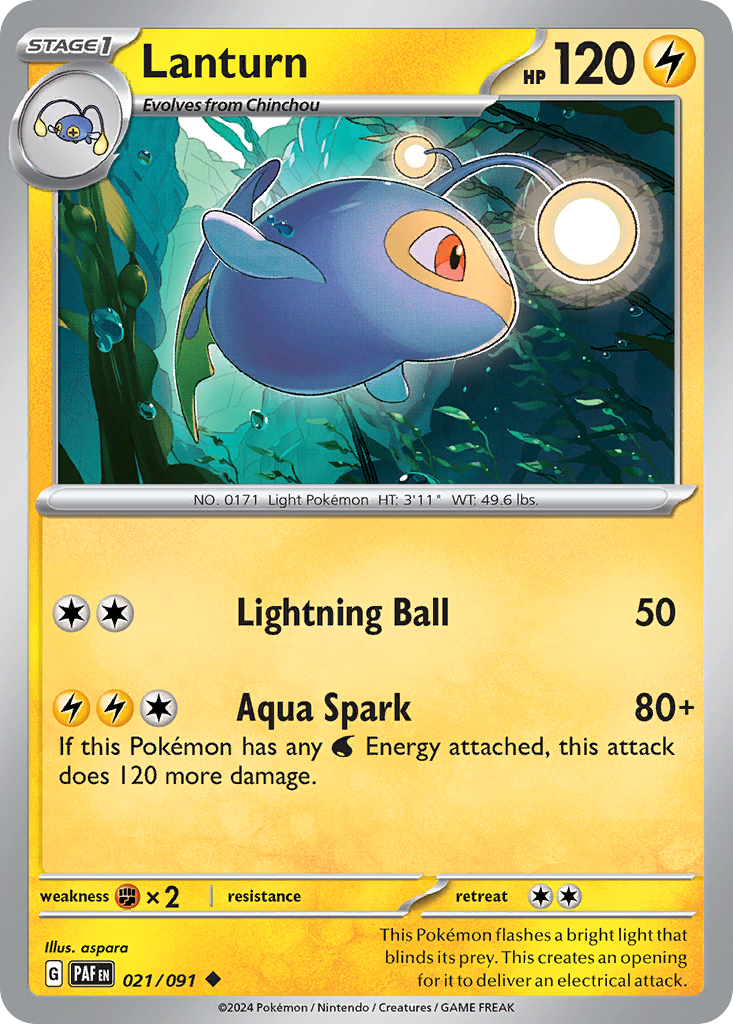 STAGE1
Lanturn
HP 120
Evolves from Chinchou
NO. 0171 Light Pokémon HT: 3'11" WT: 49.6 lbs.
Lightning Ball 50
Aqua Spark 80+
If this Pokémon has any Energy attached, this attack
does 120 more damage.
weakness ×2 resistance retreat
Illus. aspara
G PAF EN 021/091
This Pokémon flashes a bright light that
blinds its prey. This creates an opening
for it to deliver an electrical attack.
©2024 Pokémon / Nintendo / Creatures / GAME FREAK